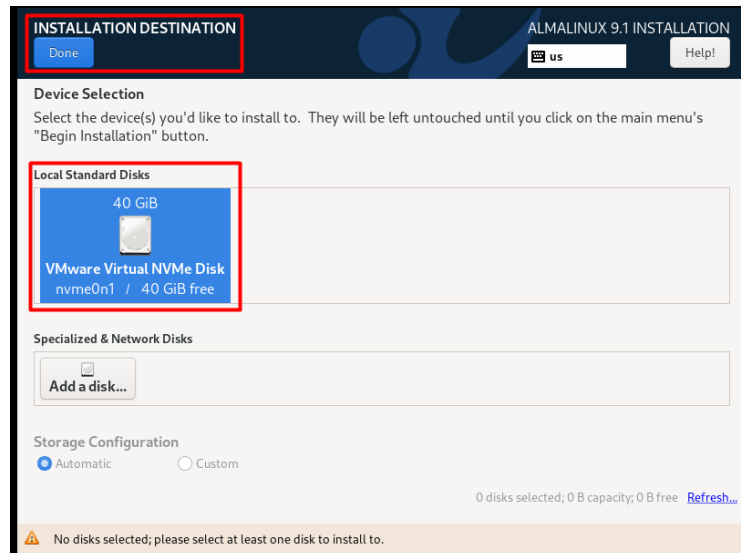 INSTALLATION DESTINATION
Done
ALMALINUX 9.1 INSTALLATION
us
Help!
Device Selection
Select the device(s) you'd like to install to. They will be left untouched until you click on the main menu's
"Begin Installation" button.
Local Standard Disks
40 GiB
VMware Virtual NVMe Disk
nvme0n1 / 40 GiB free
Specialized & Network Disks
Add a disk...
Storage Configuration
Automatic Custom
0 disks selected; 0 B capacity; 0 B free Refresh...
No disks selected; please select at least one disk to install to.